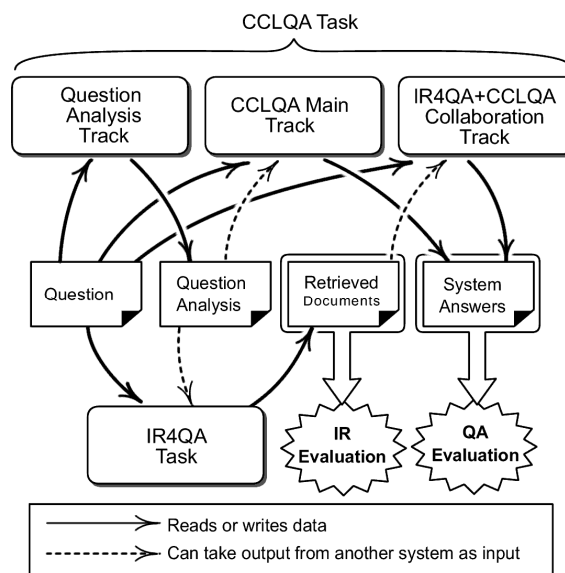 CCLQA Task
Question
Analysis
Track
CCLQA Main
Track
IR4QA+CCLQA
Collaboration
Track
Question
Question
Analysis
Retrieved
Documents
System
Answers
IR4QA
Task
IR
Evaluation
QA
Evaluation
Reads or writes data
Can take output from another system as input